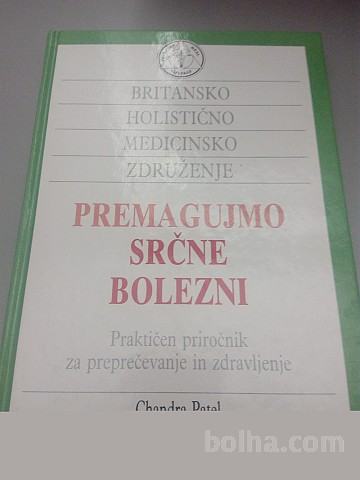 BRITANSKO
HOLISTIČNO
MEDICINSKO
ZDRUŽENJE
PREMAGUJMO
SRČNE
BOLEZNI
Praktičen priročnik
za preprečevanje in zdravljenje
Chandra Patel
bolha.com